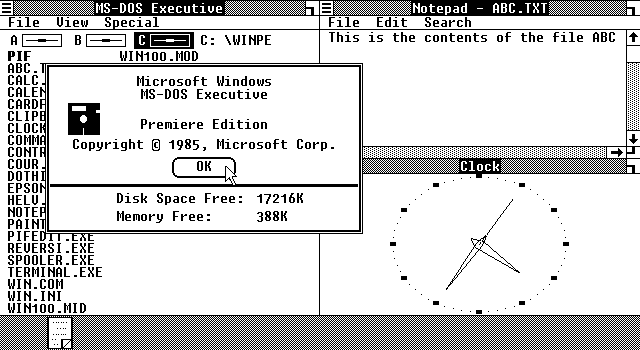 MS-DOS Executive
File View Special
A B C C: \WINPE
PIF WIN100.MOD
ABC.T
CALC.
CALEN
CARDF
CLIPB
CLOCK
COMMA
CONTR
COUR
DOTHI
EPSON
HELV.
NOTEP
PAINT
PIFEDIT.EXE
REVERSI.EXE
SPOOLER.EXE
TERMINAL.EXE
WIN.COM
WIN.INI
WIN100.MID
Microsoft Windows
MS-DOS Executive
Premiere Edition
Copyright © 1985, Microsoft Corp.
OK
Disk Space Free: 17216K
Memory Free: 388K
Notepad - ABC.TXT
File Edit Search
This is the contents of the file ABC
Clock